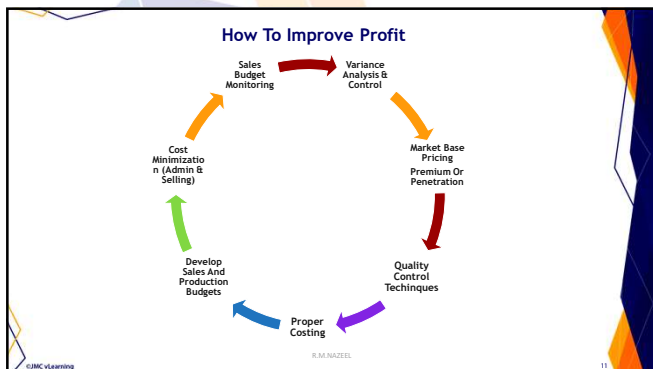 How To Improve Profit
Sales
Budget
Monitoring
Variance
Analysis &
Control
Market Base
Pricing
Premium Or
Penetration
Quality
Control
Techinques
Proper
Costing
Develop
Sales And
Production
Budgets
Cost
Minimizatio
n (Admin &
Selling)
R.M.NAZEEL
©JMC vLearning
11